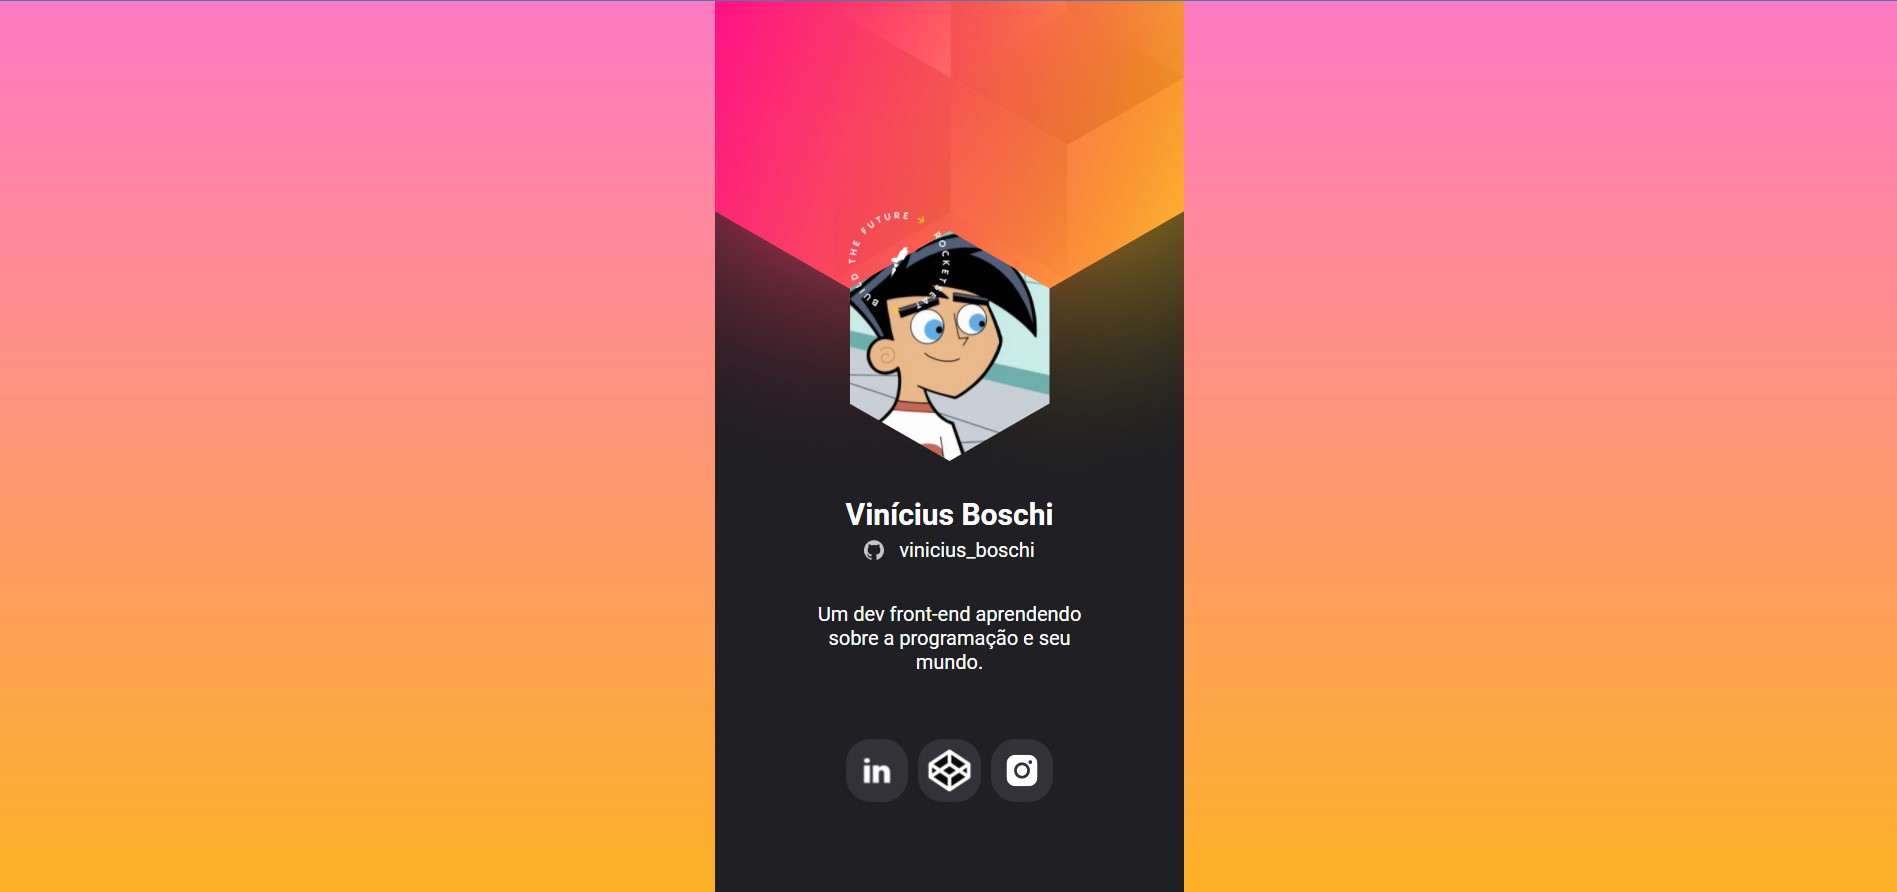 BUILD THE FUTURE
ROCKETSEAT
Vinícius Boschi
vinicius_boschi
Um dev front-end aprendendo
sobre a programação e seu
mundo.
in